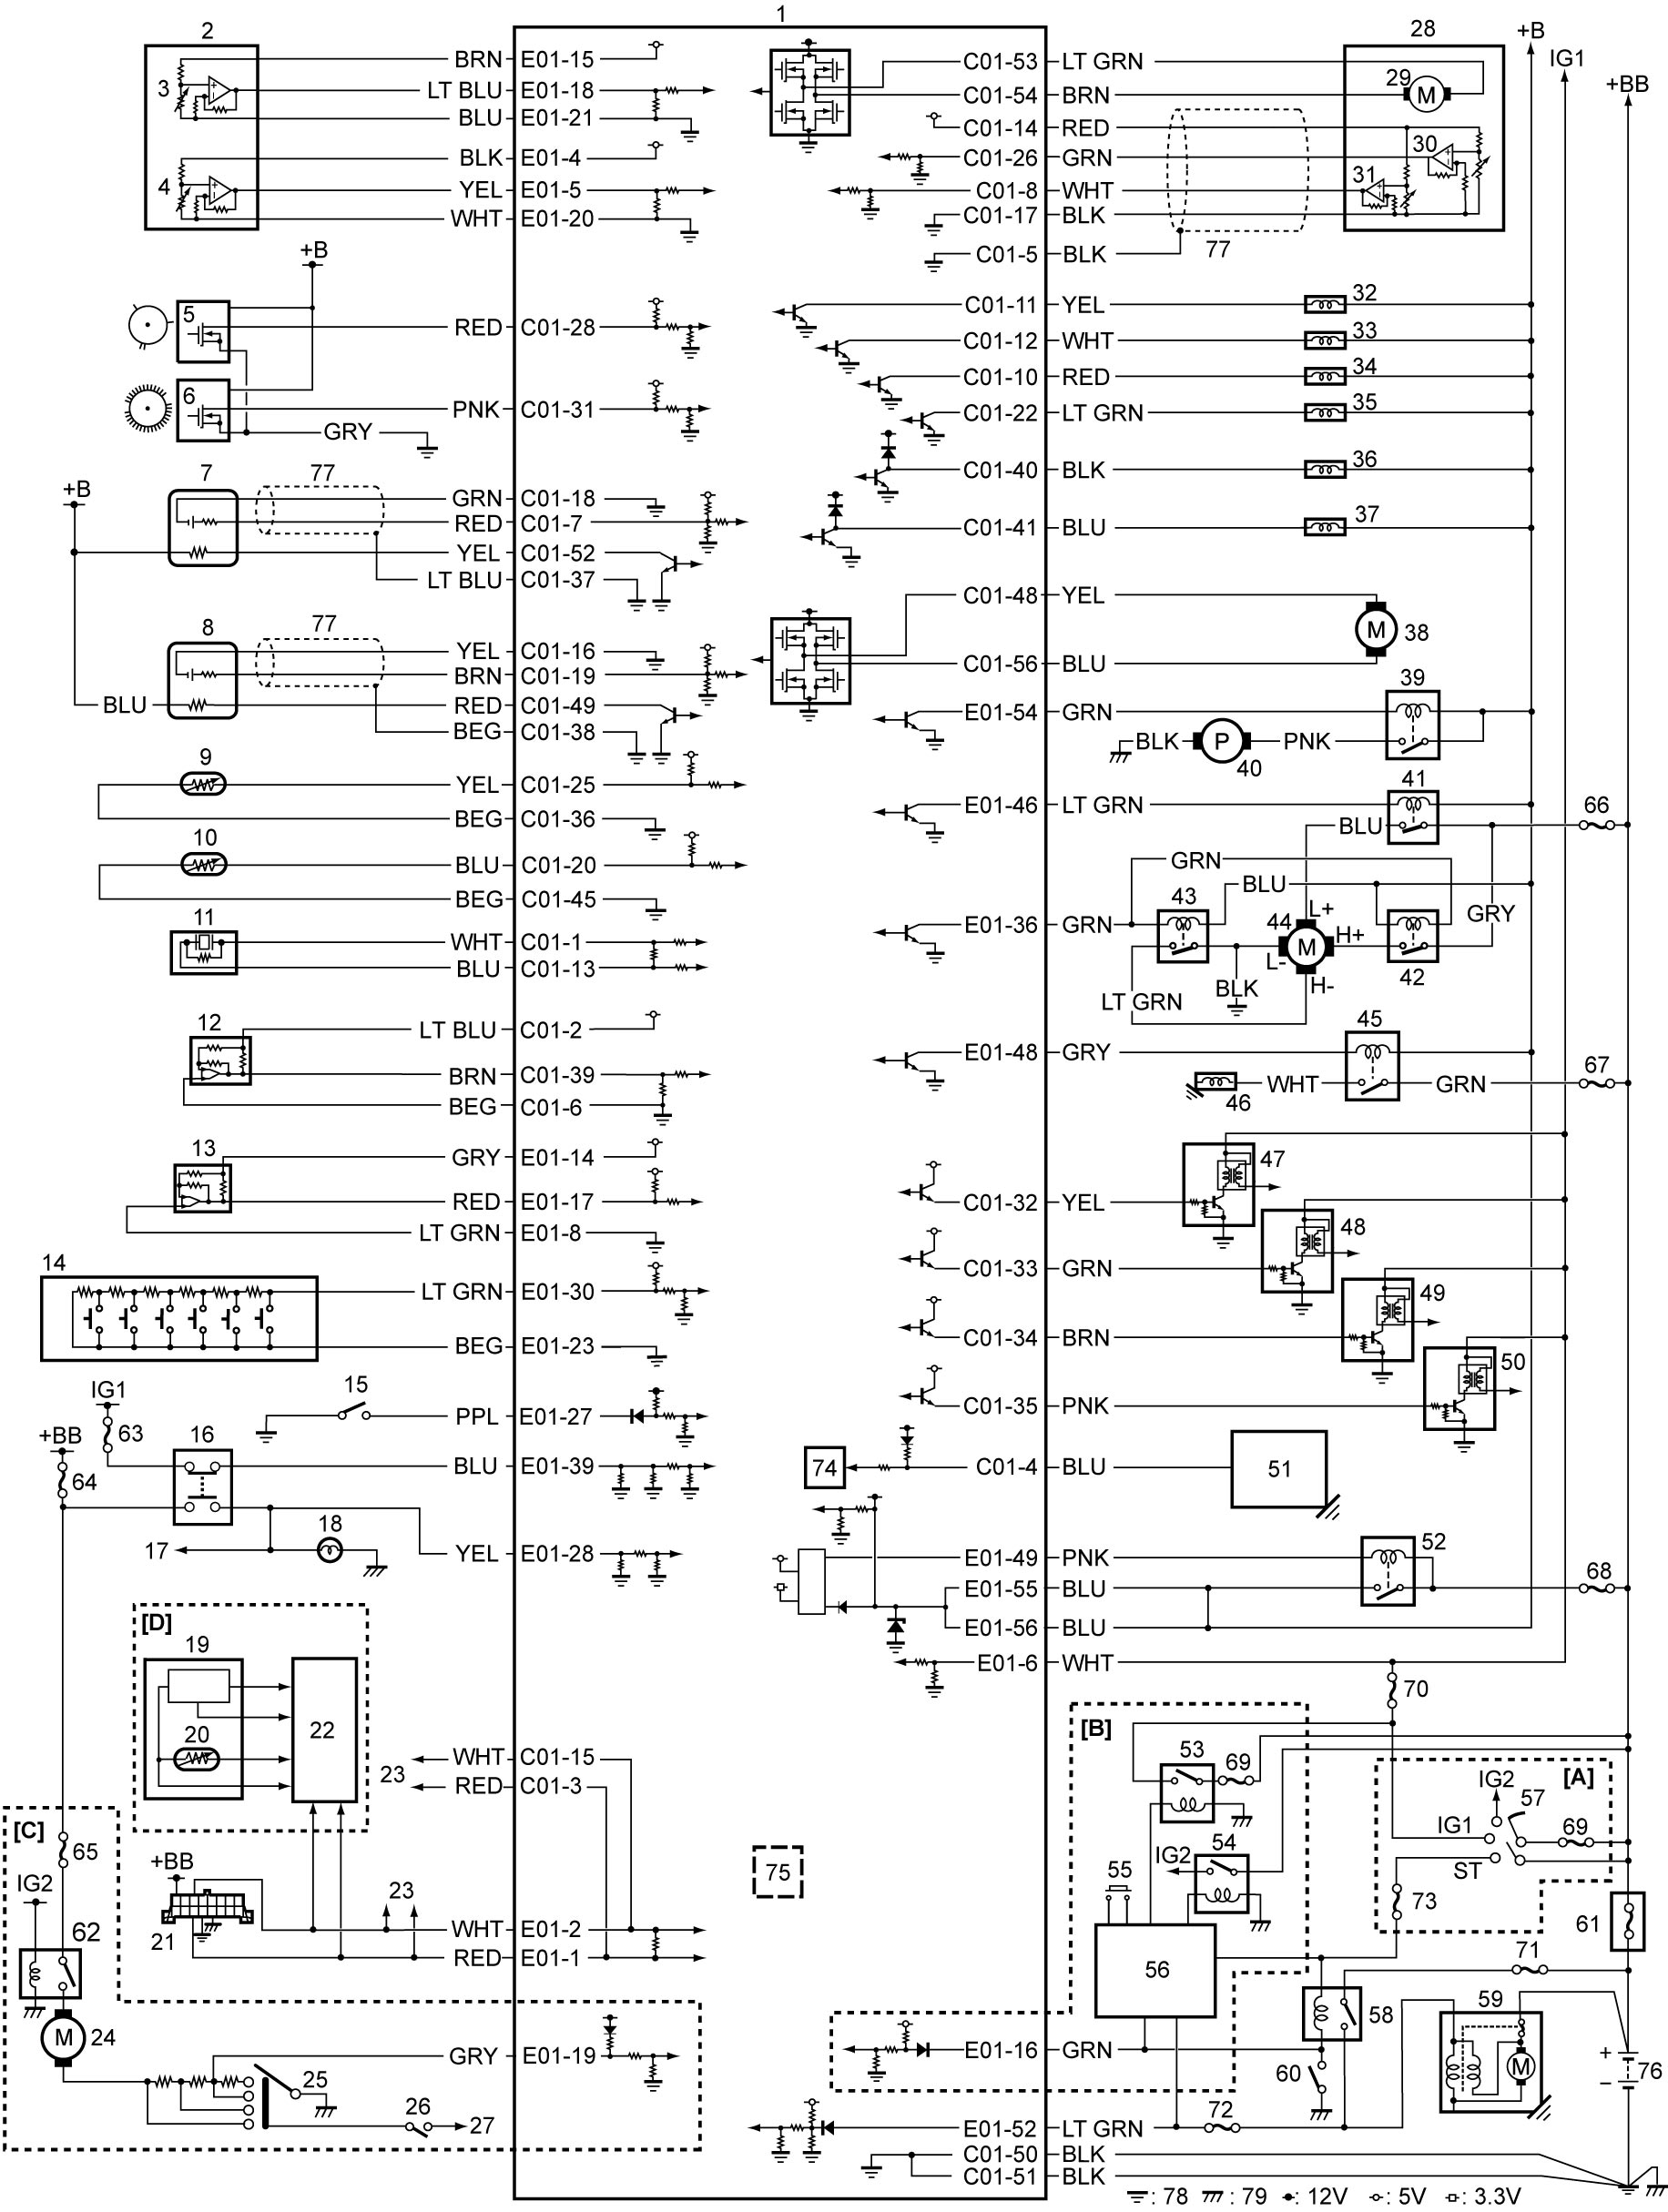 1
2
BRN E01-15
3
LT BLU E01-18
BLU E01-21
BLK E01-4
4
YEL E01-5
WHT E01-20
+B
5
RED C01-28
6
PNK C01-31
GRY
+B
7
77
GRN C01-18
RED C01-7
YEL C01-52
LT BLU C01-37
8
77
YEL C01-16
BRN C01-19
BLU
RED C01-49
BEG C01-38
9
YEL C01-25
BEG C01-36
10
BLU C01-20
BEG C01-45
11
WHT C01-1
BLU C01-13
12
LT BLU C01-2
BRN C01-39
BEG C01-6
13
GRY E01-14
RED E01-17
LT GRN E01-8
14
LT GRN E01-30
BEG E01-23
IG1
15
PPL E01-27
+BB
63
16
BLU E01-39
64
18
17
YEL E01-28
[D]
19
20
22
23
WHT C01-15
RED C01-3
[C]
65
+BB
IG2
23
21
WHT E01-2
RED E01-1
62
M
24
GRY E01-19
25
26
27
C01-53 LT GRN
28
+B
IG1
+BB
29
M
C01-54 BRN
C01-14 RED
C01-26 GRN
30
C01-8 WHT
31
C01-17 BLK
77
C01-5 BLK
C01-11 YEL
32
C01-12 WHT
33
C01-10 RED
34
C01-22 LT GRN
35
C01-40 BLK
36
C01-41 BLU
37
C01-48 YEL
M
38
C01-56 BLU
39
E01-54 GRN
BLK
P
PNK
40
41
E01-46 LT GRN
66
BLU
GRN
BLU
43
L+
GRY
E01-36 GRN
44
H+
M
L-
42
H-
BLK
LT GRN
45
E01-48 GRY
67
WHT
GRN
46
47
C01-32 YEL
48
C01-33 GRN
49
C01-34 BRN
50
C01-35 PNK
74
C01-4 BLU
51
52
E01-49 PNK
E01-55 BLU
68
E01-56 BLU
E01-6 WHT
70
[B]
53
69
[A]
IG2
57
IG1
69
54
IG2
ST
55
73
75
61
56
71
58
59
M
E01-16 GRN
60
+
−
76
72
E01-52 LT GRN
C01-50 BLK
C01-51 BLK
: 78 : 79 : 12V : 5V : 3.3V